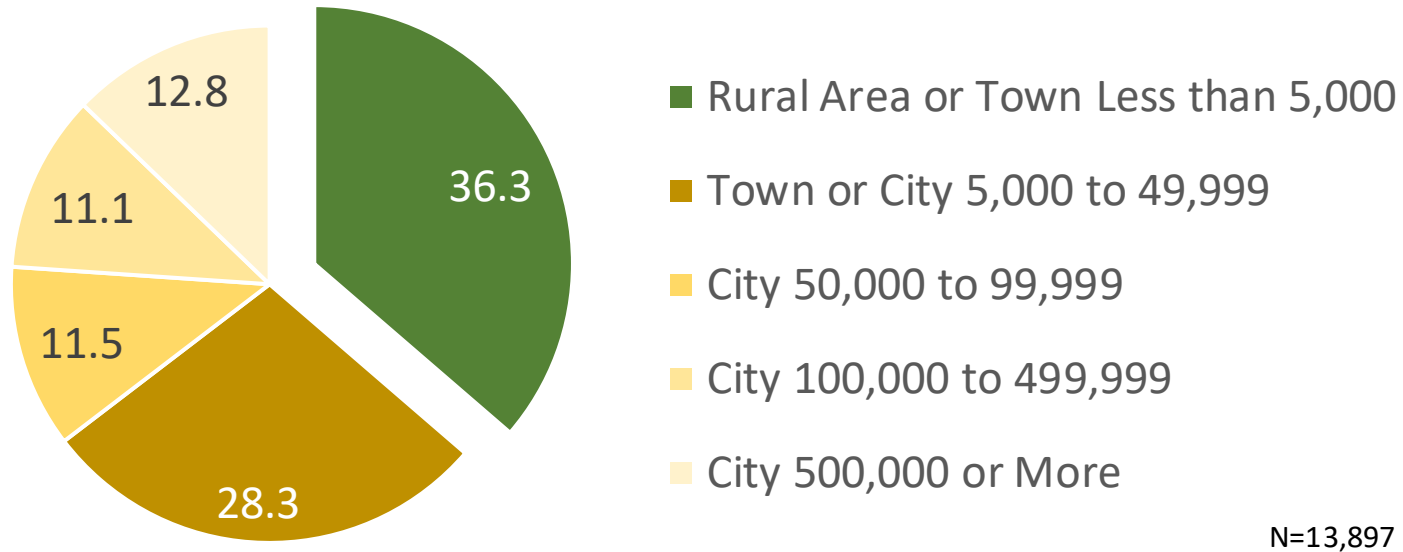 12.8
36.3
11.1
11.5
28.3
Rural Area or Town Less than 5,000
Town or City 5,000 to 49,999
City 50,000 to 99,999
City 100,000 to 499,999
City 500,000 or More
N=13,897